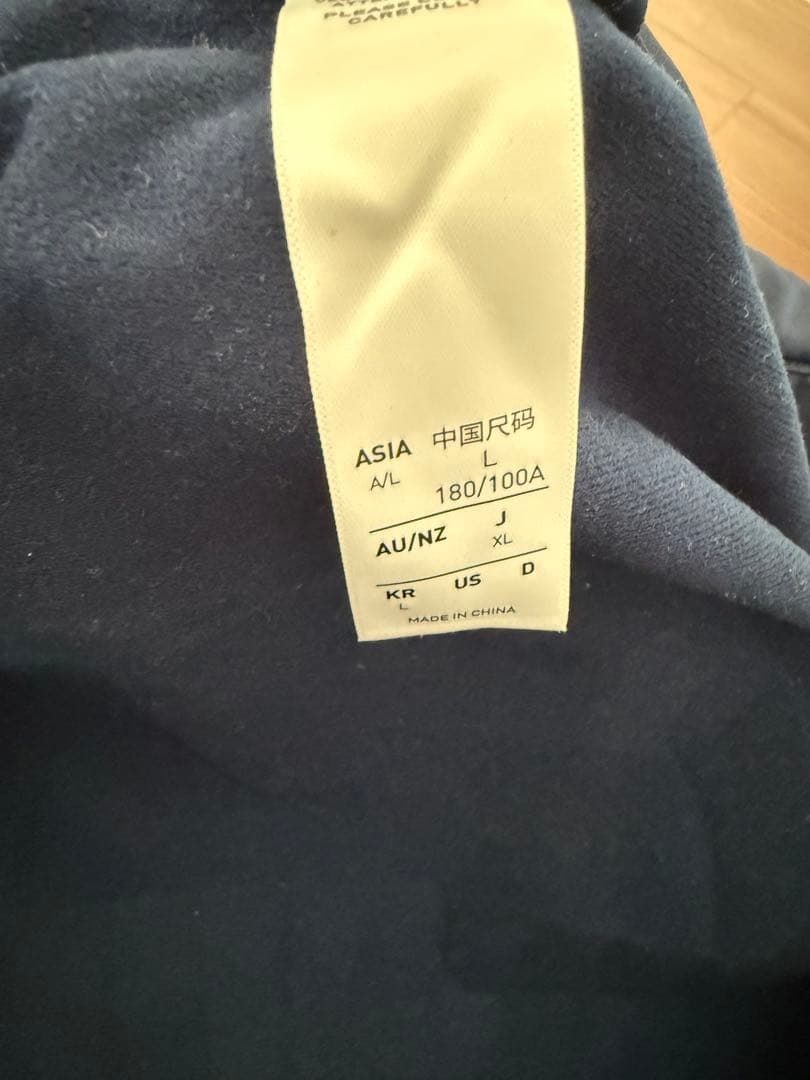 PLEASE
CAREFULLY
ASIA 中国尺码
A/L L
180/100A
AU/NZ J
XL
KR US D
L
MADE IN CHINA